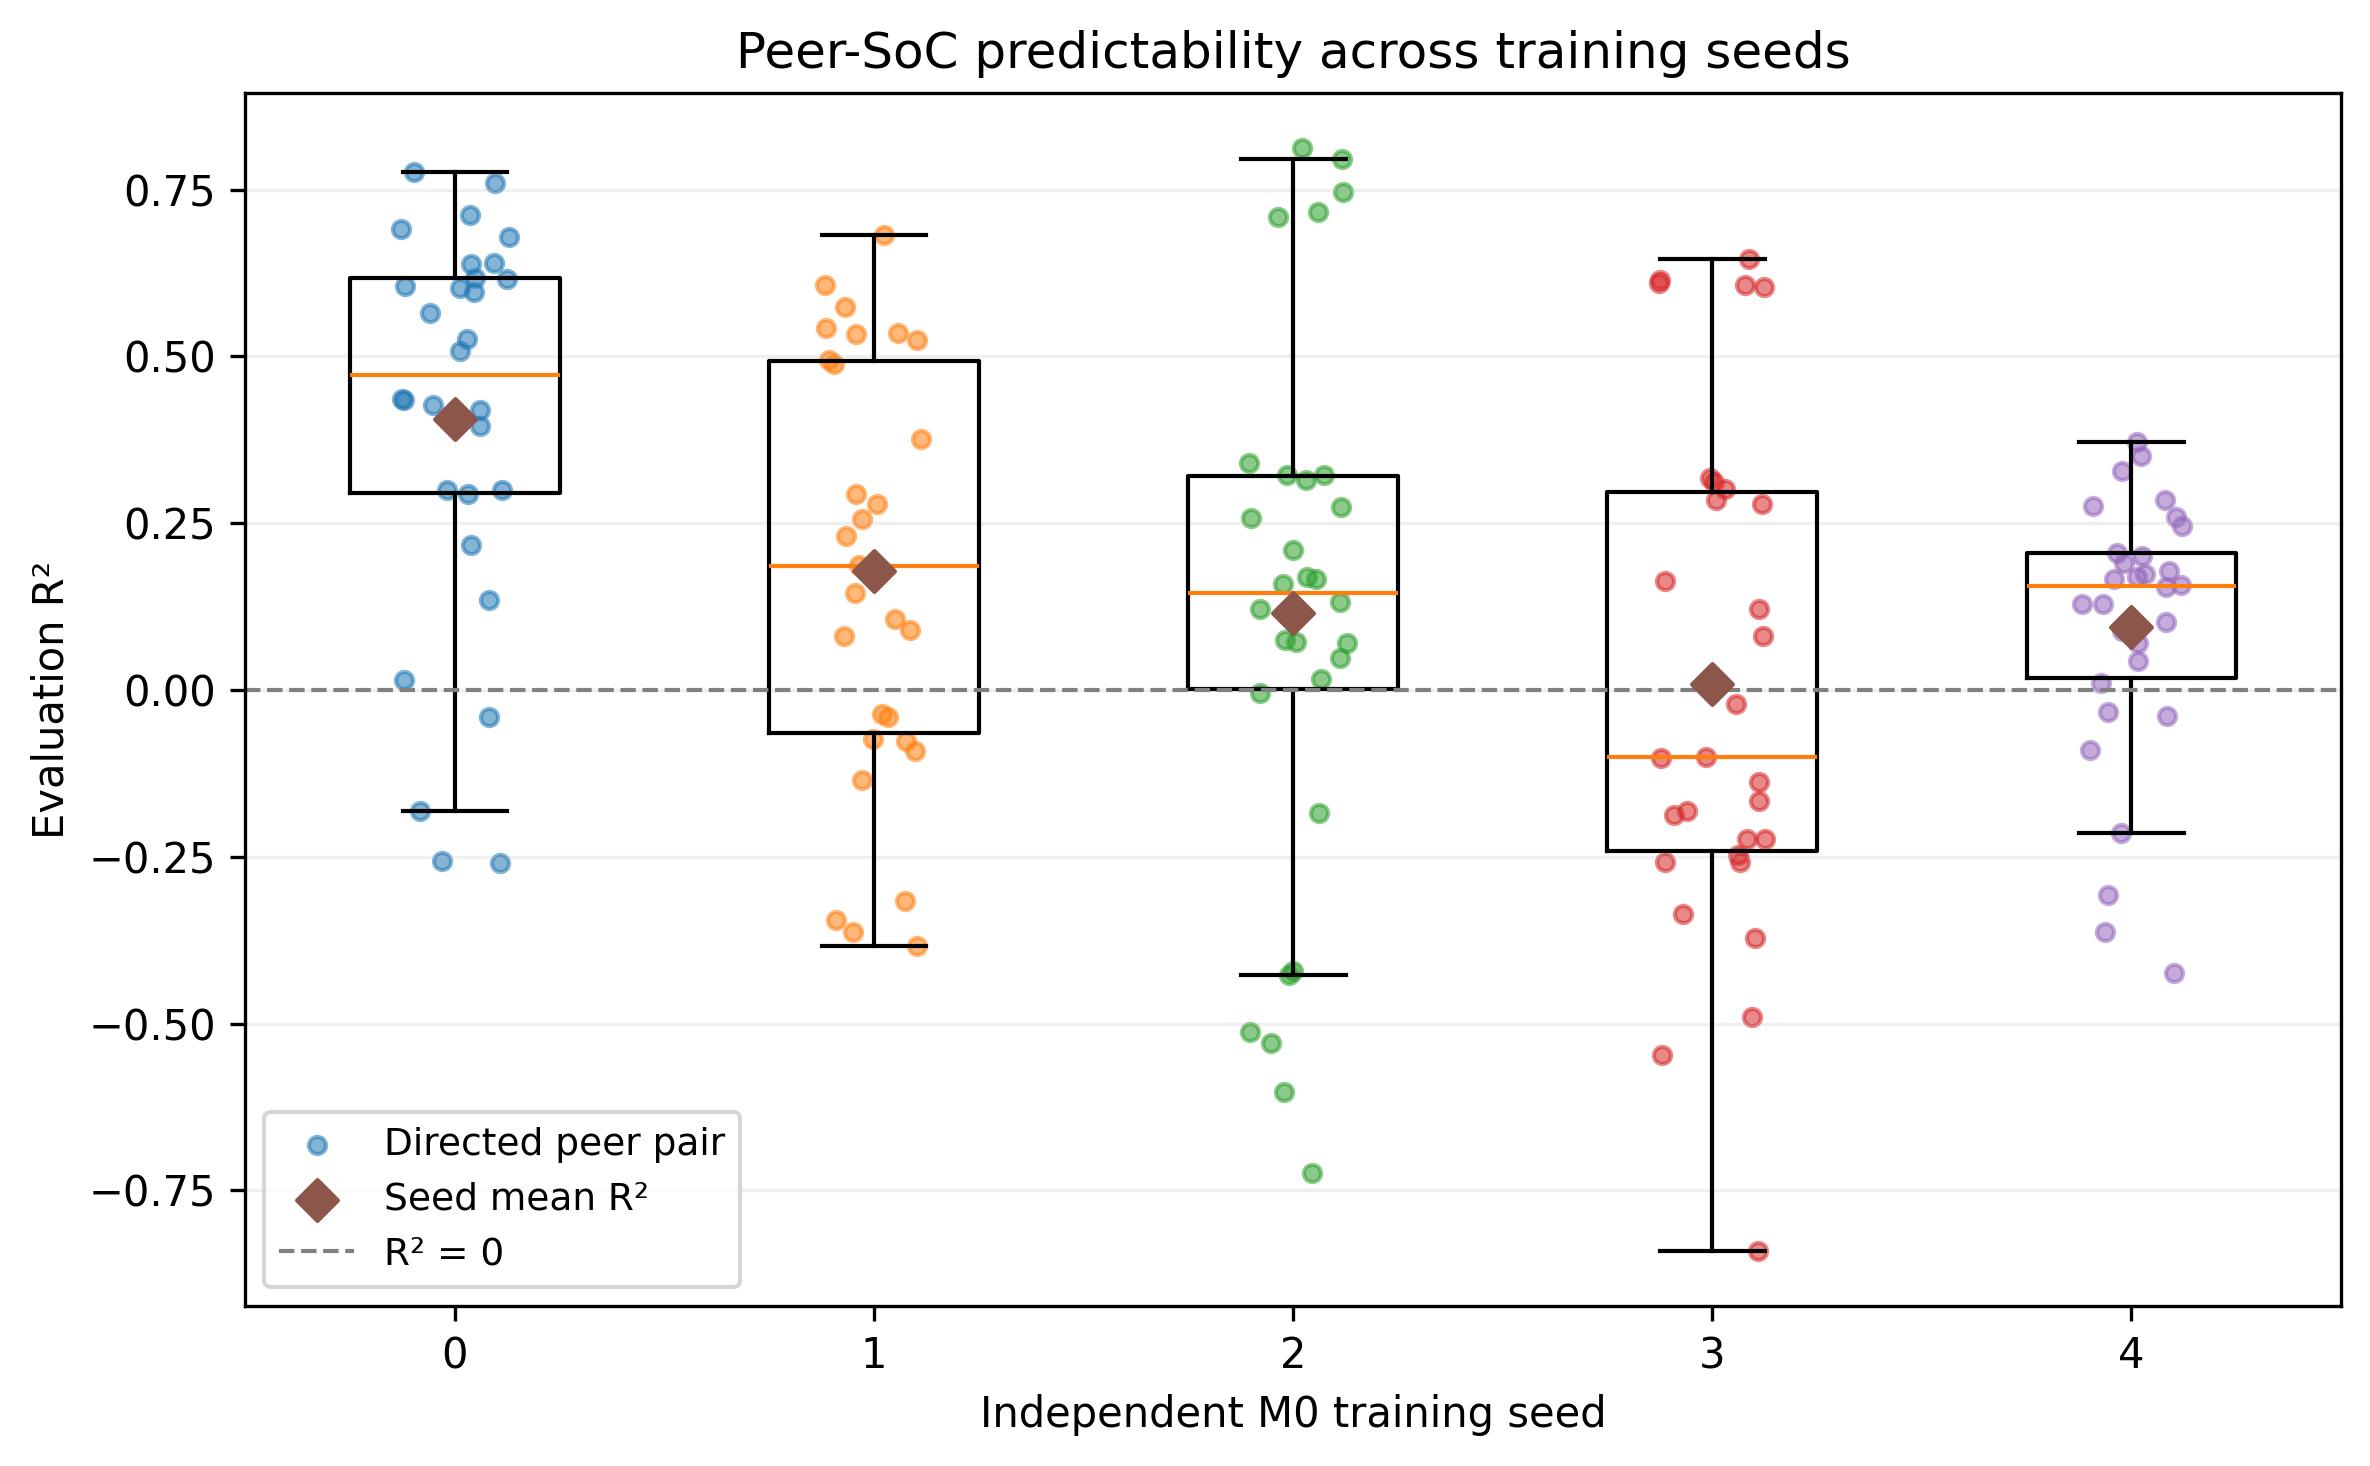 Peer-SoC predictability across training seeds
Evaluation R²
0.75
0.50
0.25
0.00
−0.25
−0.50
−0.75
Directed peer pair
Seed mean R²
R² = 0
0 1 2 3 4
Independent M0 training seed